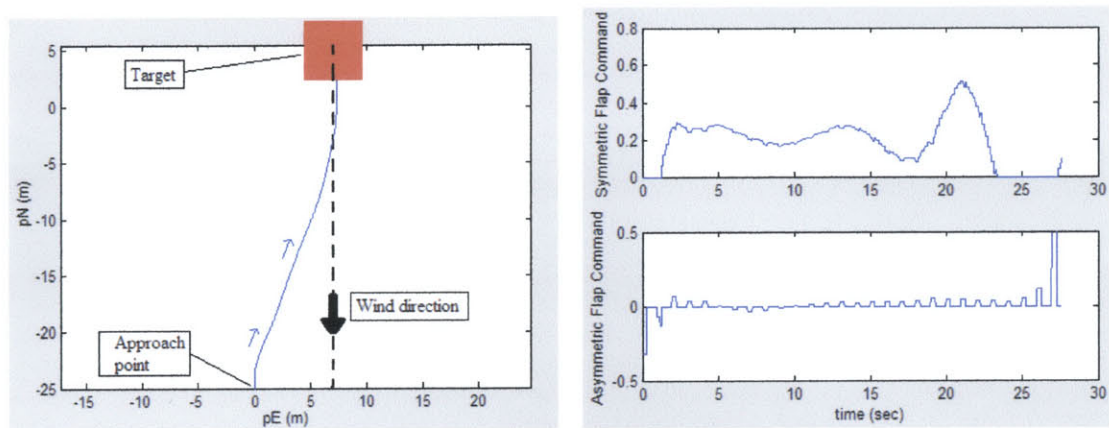 5
0
-5
-10
-15
-20
-25
pN (m)
Target
Wind direction
Approach
point
-15 -10 -5 0 5 10 15 20
pE (m)
0.8
0.6
0.4
0.2
0
Symmetric Flap Command
0 5 10 15 20 25 30
0.5
0
-0.5
Asymmetric Flap Command
0 5 10 15 20 25 30
time (sec)